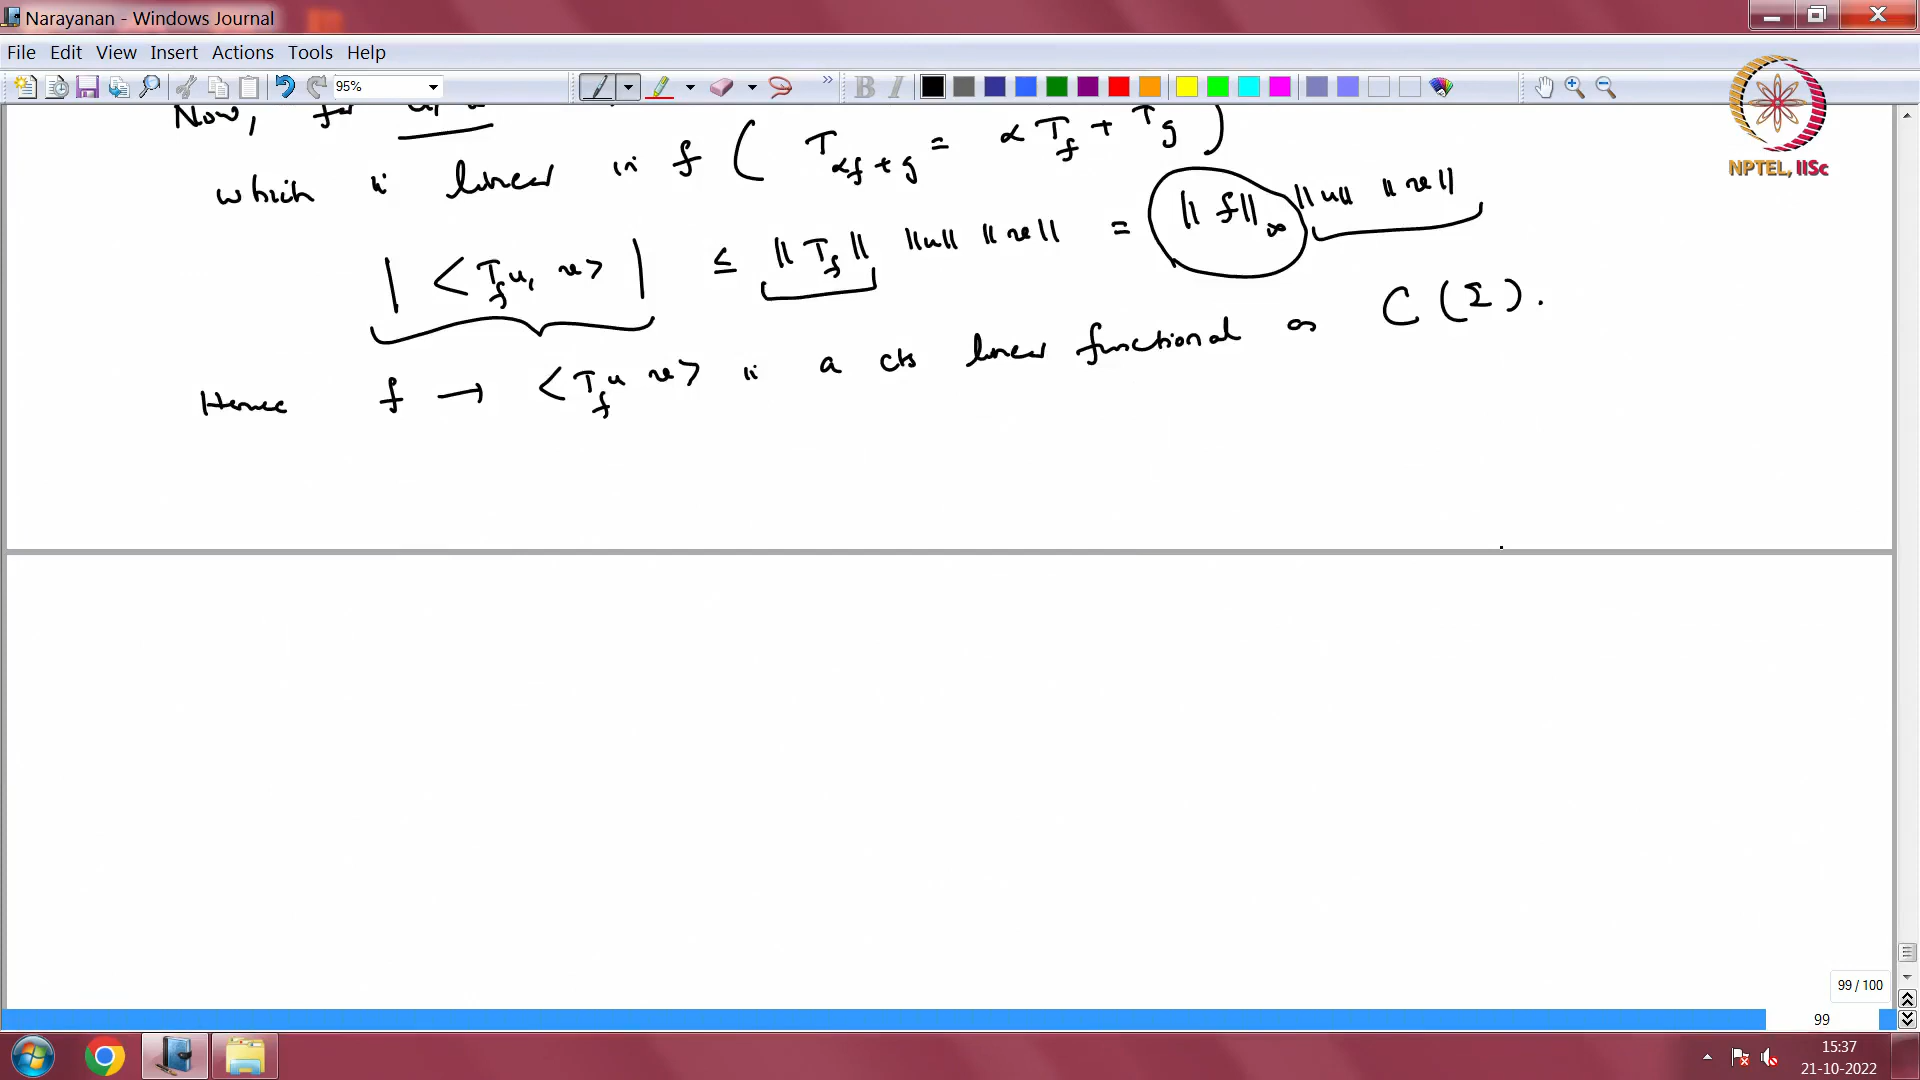 Narayanan - Windows Journal
File Edit View Insert Actions Tools Help
95%
NPTEL, IISc
Now, for
which is linear in f ( T_{αf+g} = α T_f + T_g )
| < T_f u, v > | ≤ || T_f || ||u|| ||v|| = || f ||_∞ ||u|| ||v||
Hence f → < T_f u v > is a cts linear functional on C (Σ).
99 / 100
99
15:37
21-10-2022